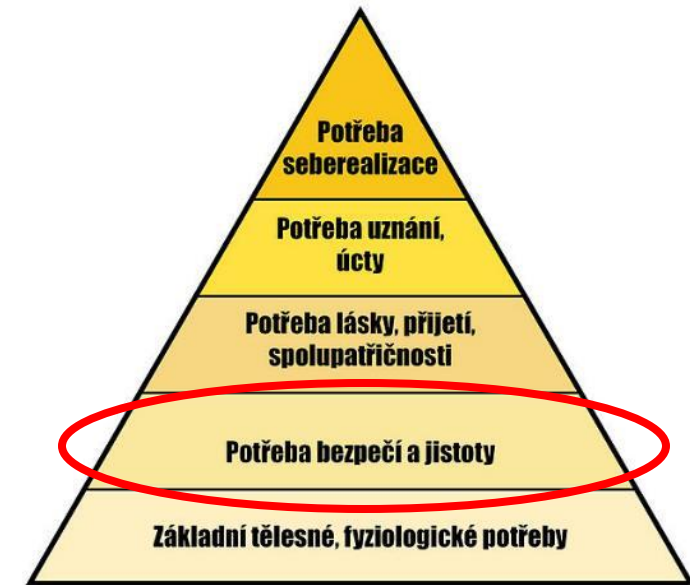 Potřeba
seberealizace
Potřeba uznání,
úcty
Potřeba lásky, přijetí,
spolupatřičnosti
Potřeba bezpečí a jistoty
Základní tělesné, fyziologické potřeby